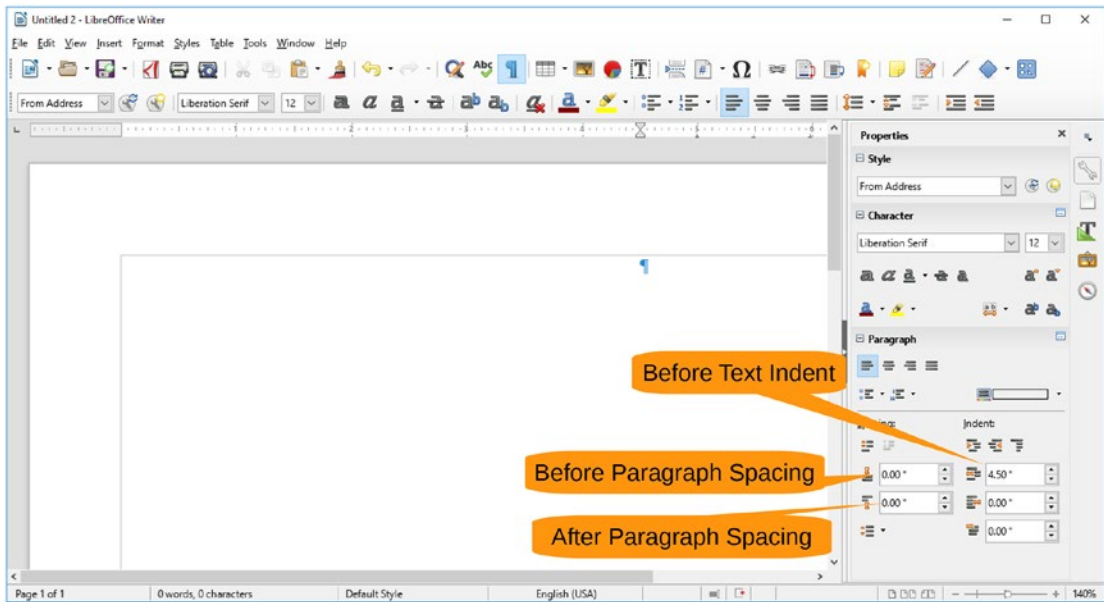 Untitled 2 - LibreOffice Writer
File Edit View Insert Format Styles Table Tools Window Help
From Address Liberation Serif 12
Properties
Style
From Address
Character
Liberation Serif 12
Paragraph
Before Text Indent
Indent:
Before Paragraph Spacing
0.00 " 4.50 "
0.00 " 0.00 "
After Paragraph Spacing
0.00 "
Page 1 of 1 0 words, 0 characters Default Style English (USA) 140%